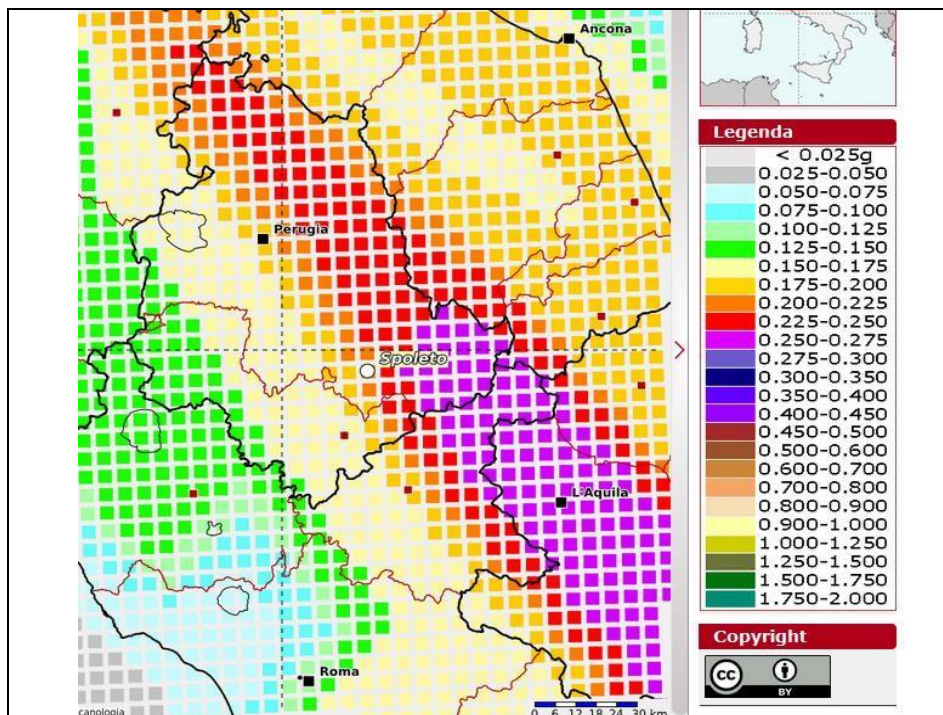 Ancona
Perugia
Spoleto
L'Aquila
Roma
canologia
0 6 12 18 24 30 km
Legenda
< 0.025g
0.025-0.050
0.050-0.075
0.075-0.100
0.100-0.125
0.125-0.150
0.150-0.175
0.175-0.200
0.200-0.225
0.225-0.250
0.250-0.275
0.275-0.300
0.300-0.350
0.350-0.400
0.400-0.450
0.450-0.500
0.500-0.600
0.600-0.700
0.700-0.800
0.800-0.900
0.900-1.000
1.000-1.250
1.250-1.500
1.500-1.750
1.750-2.000
Copyright
cc
BY